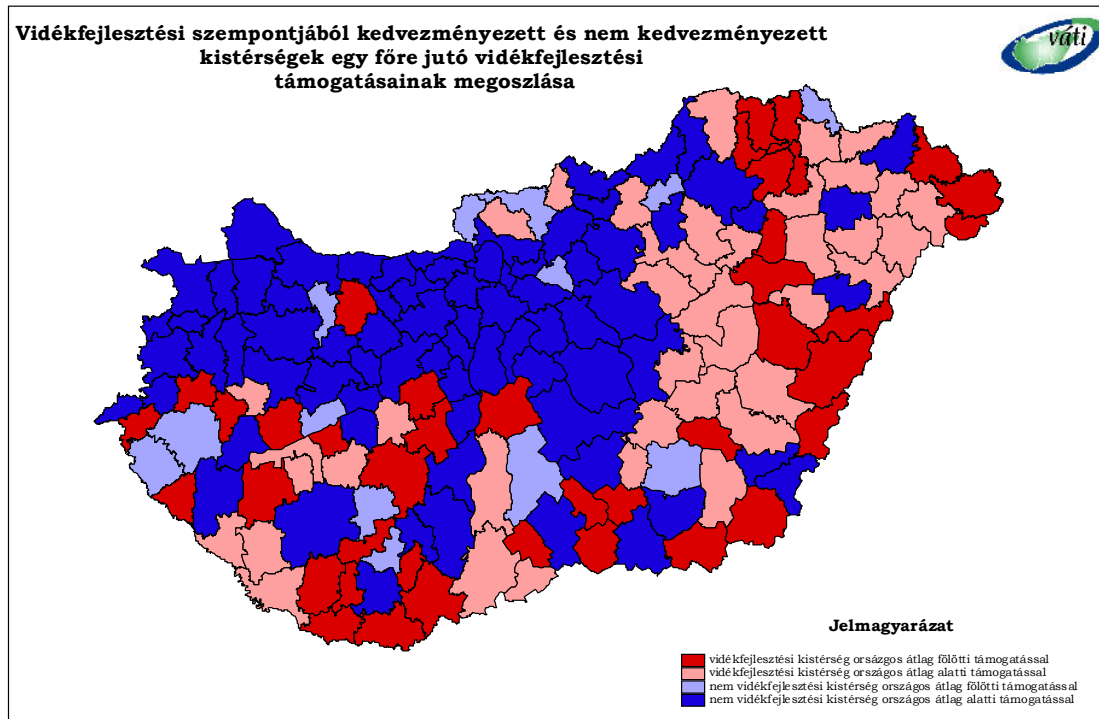 Vidékfejlesztési szempontjából kedvezményezett és nem kedvezményezett
kistérségek egy főre jutó vidékfejlesztési
támogatásainak megoszlása
váti
Jelmagyarázat
vidékfejlesztési kistérség orsázgos átlag fölötti támogatással
vidékfejlesztési kistérség országos átlag alatti támogatással
nem vidékfejlesztési kistérség országos átlag fölötti támogatással
nem vidékfejlesztési kistérség országos átlag alatti támogatással